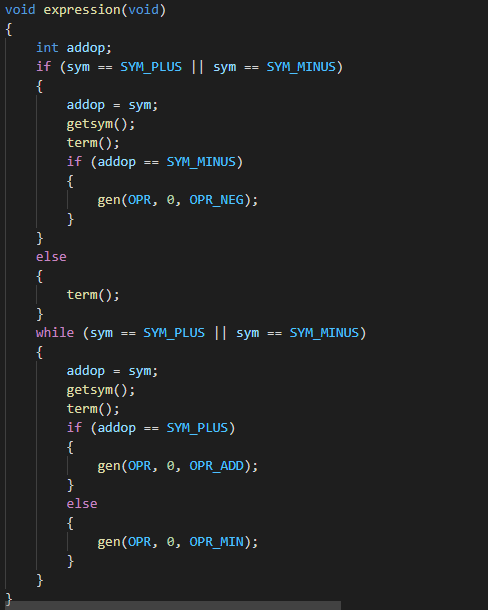 void expression(void)
{
    int addop;
    if (sym == SYM_PLUS || sym == SYM_MINUS)
    {
        addop = sym;
        getsym();
        term();
        if (addop == SYM_MINUS)
        {
            gen(OPR, 0, OPR_NEG);
        }
    }
    else
    {
        term();
    }
    while (sym == SYM_PLUS || sym == SYM_MINUS)
    {
        addop = sym;
        getsym();
        term();
        if (addop == SYM_PLUS)
        {
            gen(OPR, 0, OPR_ADD);
        }
        else
        {
            gen(OPR, 0, OPR_MIN);
        }
    }
}